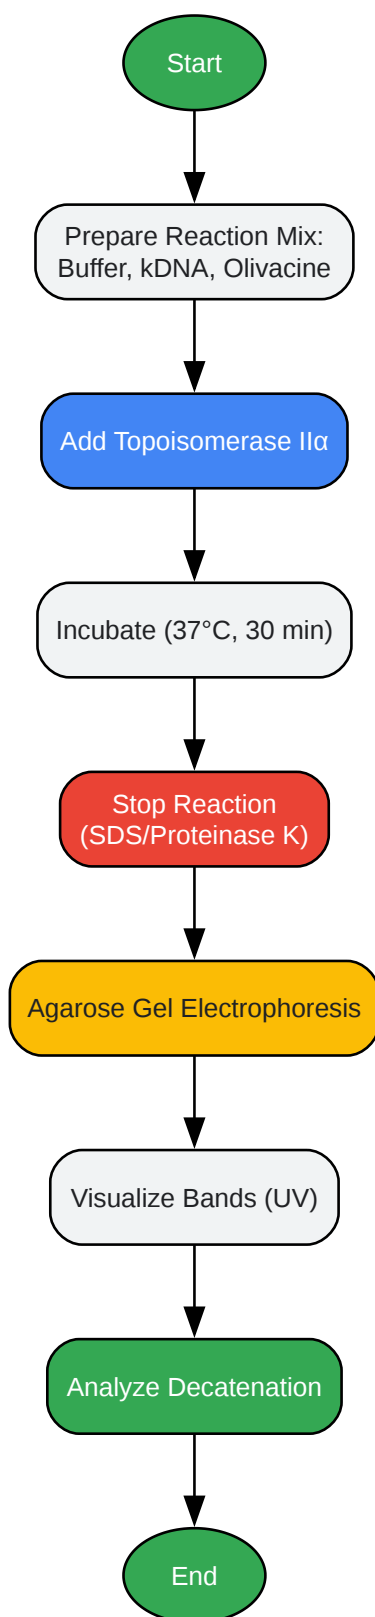 Start
Prepare Reaction Mix:
Buffer, kDNA, Olivacine
Add Topoisomerase IIα
Incubate (37°C, 30 min)
Stop Reaction
(SDS/Proteinase K)
Agarose Gel Electrophoresis
Visualize Bands (UV)
Analyze Decatenation
End